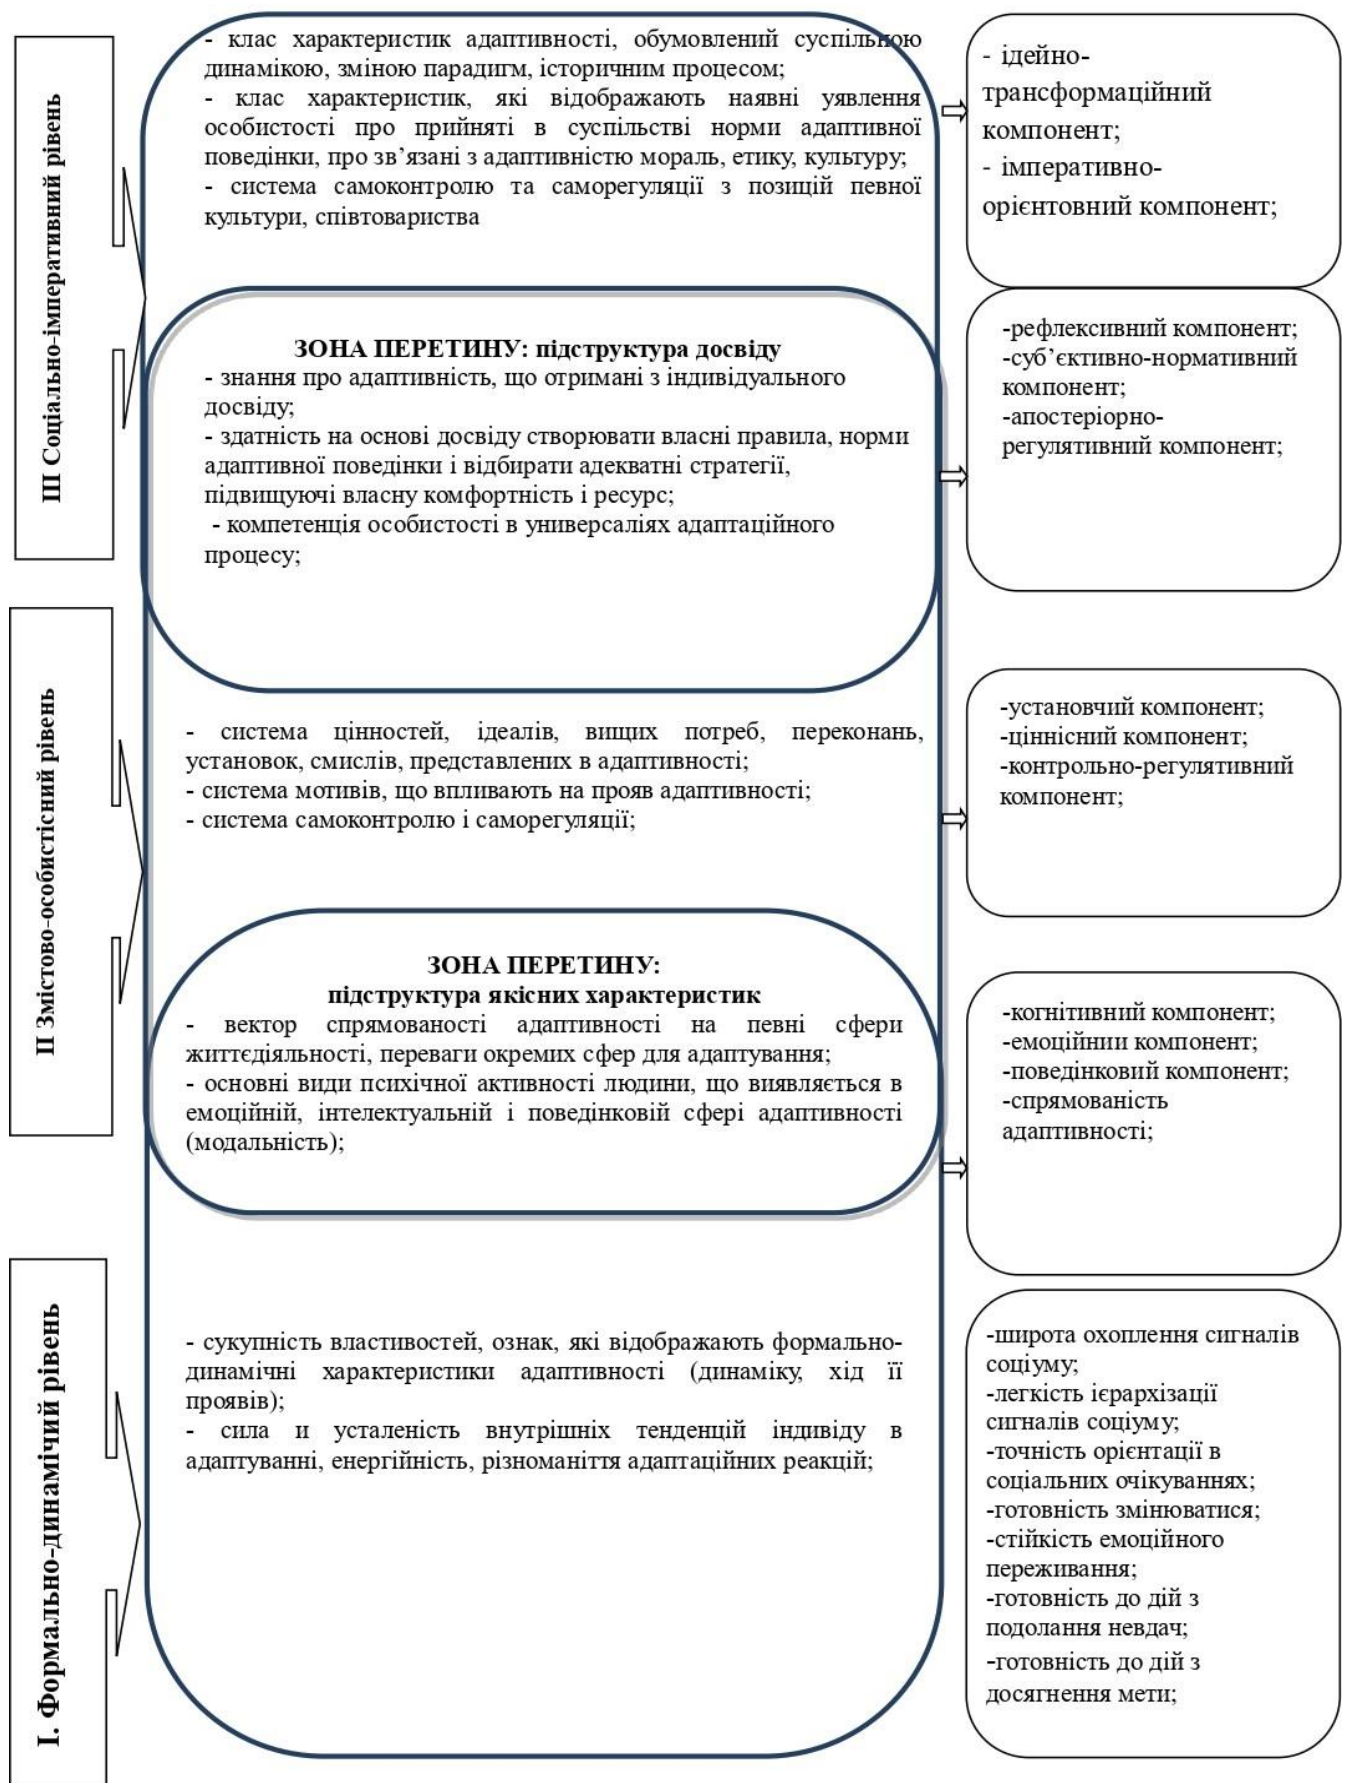 III Соціально-імперативний рівень
- клас характеристик адаптивності, обумовлений суспільною
динамікою, зміною парадигм, історичним процесом;
- клас характеристик, які відображають наявні уявлення
особистості про прийняті в суспільстві норми адаптивної
поведінки, про зв’язані з адаптивністю мораль, етику, культуру;
- система самоконтролю та саморегуляції з позицій певної
культури, співтовариства
- ідейно-
трансформаційний
компонент;
- імперативно-
орієнтовний компонент;
ЗОНА ПЕРЕТИНУ: підструктура досвіду
- знання про адаптивність, що отримані з індивідуального
досвіду;
- здатність на основі досвіду створювати власні правила, норми
адаптивної поведінки і відбирати адекватні стратегії,
підвищуючі власну комфортність і ресурс;
- компетенція особистості в универсаліях адаптаційного
процесу;
-рефлексивний компонент;
-суб’єктивно-нормативний
компонент;
-апостеріорно-
регулятивний компонент;
II Змістово-особистісний рівень
- система цінностей, ідеалів, вищих потреб, переконань,
установок, смислів, представлених в адаптивності;
- система мотивів, що впливають на прояв адаптивності;
- система самоконтролю і саморегуляції;
-установчий компонент;
-ціннісний компонент;
-контрольно-регулятивний
компонент;
ЗОНА ПЕРЕТИНУ:
підструктура якісних характеристик
- вектор спрямованості адаптивності на певні сфери
життєдіяльності, переваги окремих сфер для адаптування;
- основні види психічної активності людини, що виявляється в
емоційній, інтелектуальній і поведінковій сфері адаптивності
(модальність);
-когнітивний компонент;
-емоційнии компонент;
-поведінковий компонент;
-спрямованість
адаптивності;
I. Формально-динамічий рівень
- сукупність властивостей, ознак, які відображають формально-
динамічні характеристики адаптивності (динаміку, хід її
проявів);
- сила и усталеність внутрішніх тенденцій індивіду в
адаптуванні, енергійність, різноманіття адаптаційних реакцій;
-широта охоплення сигналів
соціуму;
-легкість ієрархізації
сигналів соціуму;
-точність орієнтації в
соціальних очікуваннях;
-готовність змінюватися;
-стійкість емоційного
переживання;
-готовність до дій з
подолання невдач;
-готовність до дій з
досягнення мети;